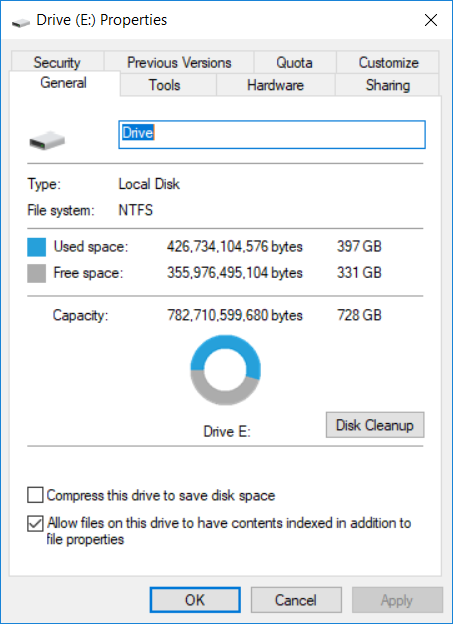 Drive (E:) Properties
Security Previous Versions Quota Customize
General Tools Hardware Sharing
Drive
Type: Local Disk
File system: NTFS
Used space: 426,734,104,576 bytes 397 GB
Free space: 355,976,495,104 bytes 331 GB
Capacity: 782,710,599,680 bytes 728 GB
Drive E:
Disk Cleanup
Compress this drive to save disk space
Allow files on this drive to have contents indexed in addition to
file properties
OK Cancel Apply